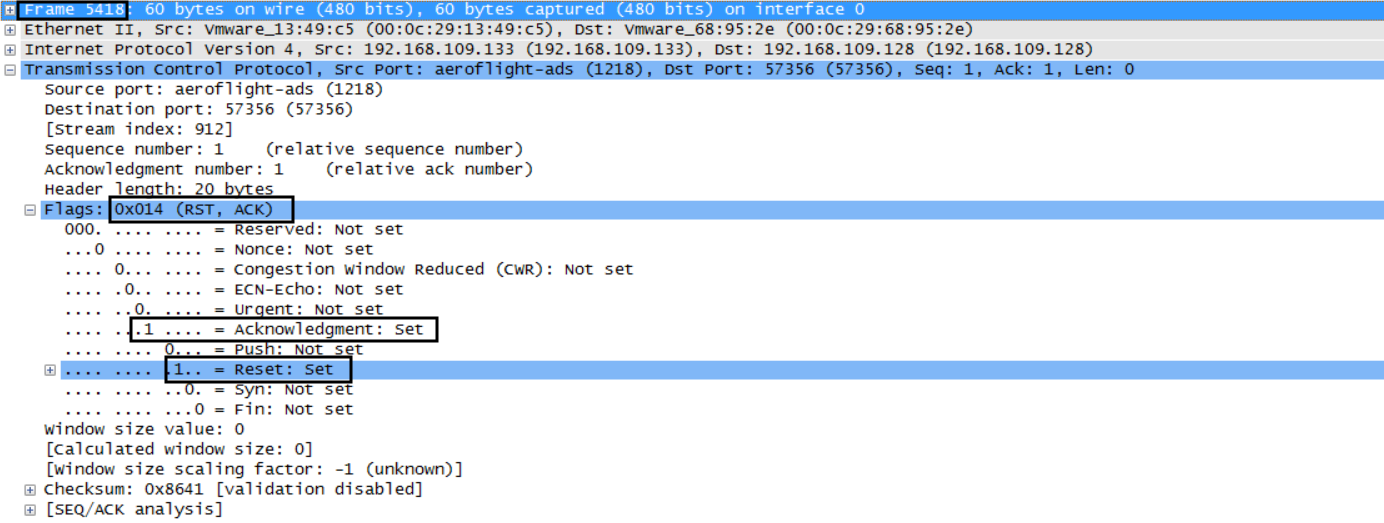 Frame 5418: 60 bytes on wire (480 bits), 60 bytes captured (480 bits) on interface 0
Ethernet II, Src: Vmware_13:49:c5 (00:0c:29:13:49:c5), Dst: Vmware_68:95:2e (00:0c:29:68:95:2e)
Internet Protocol Version 4, Src: 192.168.109.133 (192.168.109.133), Dst: 192.168.109.128 (192.168.109.128)
Transmission Control Protocol, Src Port: aeroflight-ads (1218), Dst Port: 57356 (57356), Seq: 1, Ack: 1, Len: 0
Source port: aeroflight-ads (1218)
Destination port: 57356 (57356)
[Stream index: 912]
Sequence number: 1 (relative sequence number)
Acknowledgment number: 1 (relative ack number)
Header length: 20 bytes
Flags: 0x014 (RST, ACK)
000. .... .... = Reserved: Not set
...0 .... .... = Nonce: Not set
.... 0... .... = Congestion Window Reduced (CWR): Not set
.... .0.. .... = ECN-Echo: Not set
.... ..0. .... = Urgent: Not set
.... ...1 .... = Acknowledgment: Set
.... .... 0... = Push: Not set
.... .... .1.. = Reset: Set
.... .... ..0. = Syn: Not set
.... .... ...0 = Fin: Not set
Window size value: 0
[Calculated window size: 0]
[Window size scaling factor: -1 (unknown)]
Checksum: 0x8641 [validation disabled]
[SEQ/ACK analysis]